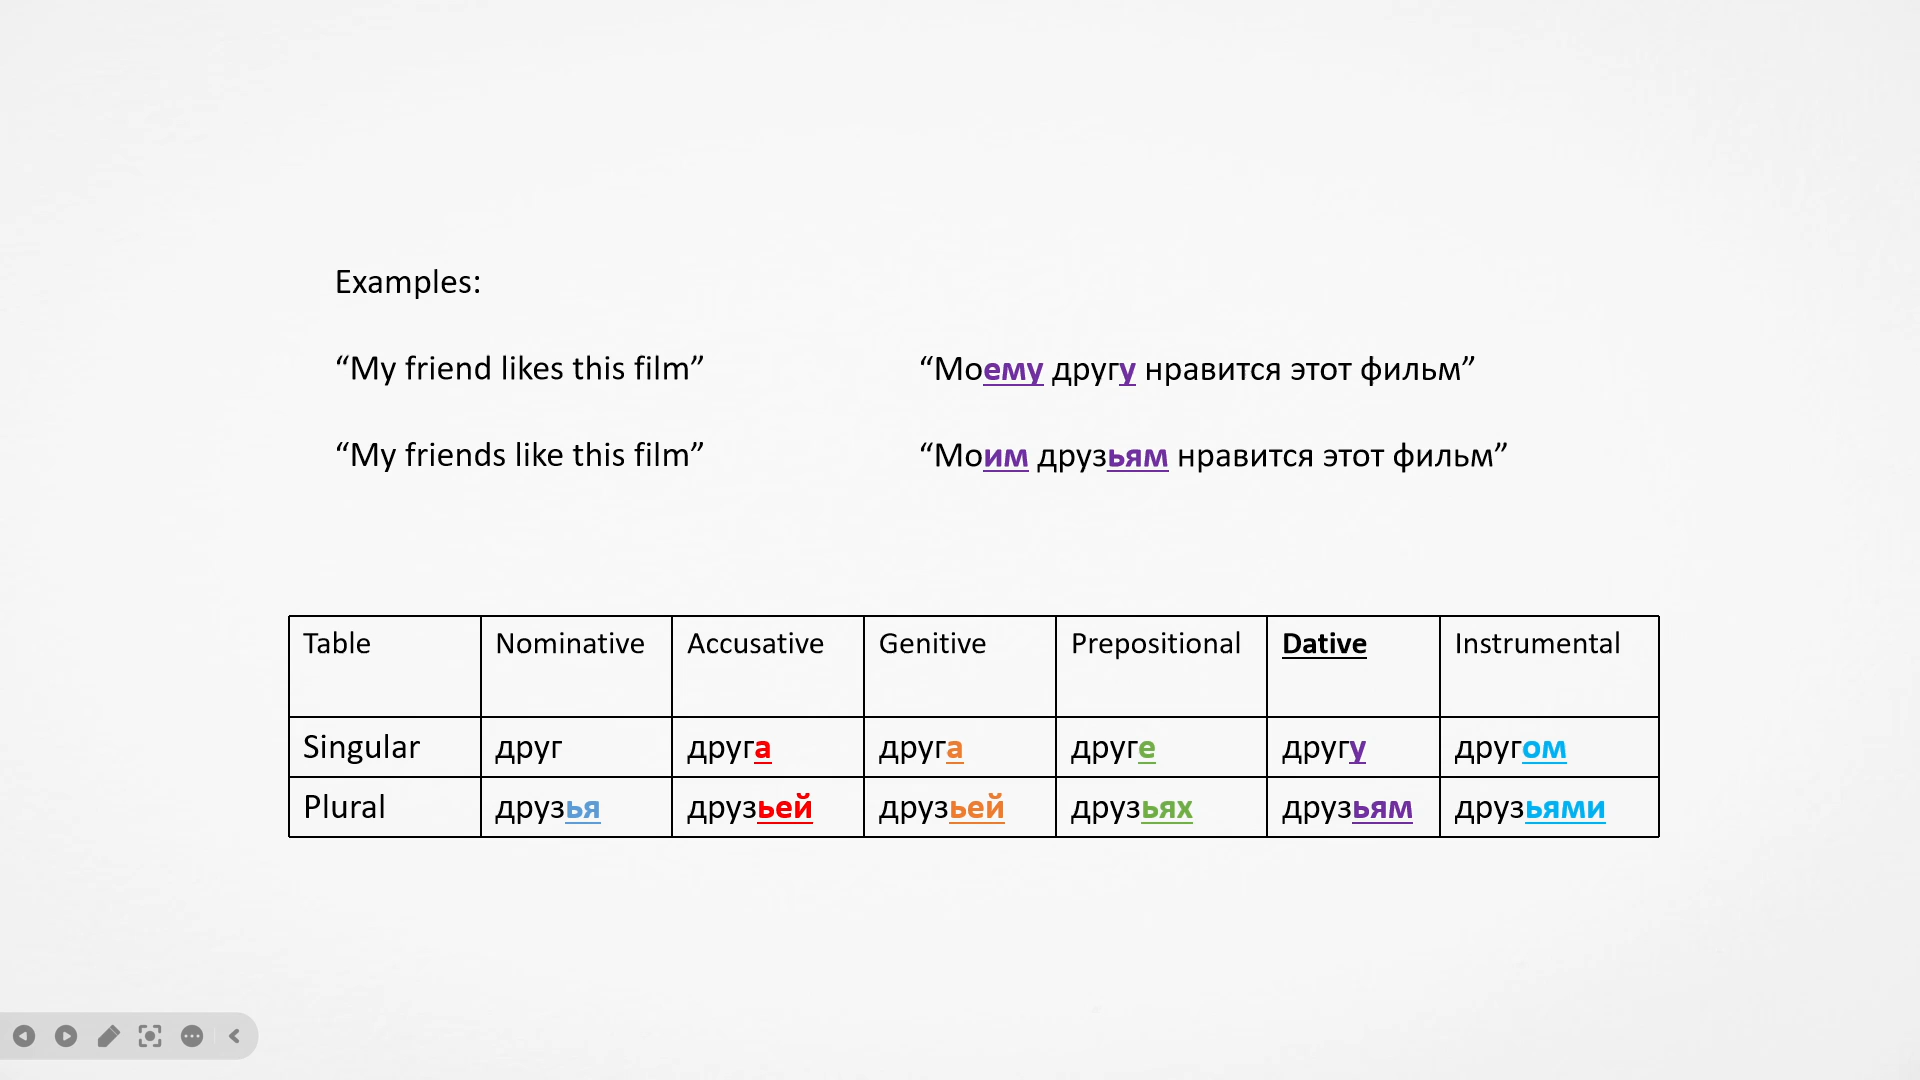 Examples:
“My friend likes this film” “Моему другу нравится этот фильм”
“My friends like this film” “Моим друзьям нравится этот фильм”
Table Nominative Accusative Genitive Prepositional Dative Instrumental
Singular друг друга друга друге другу другом
Plural друзья друзьей друзьей друзьях друзьям друзьями